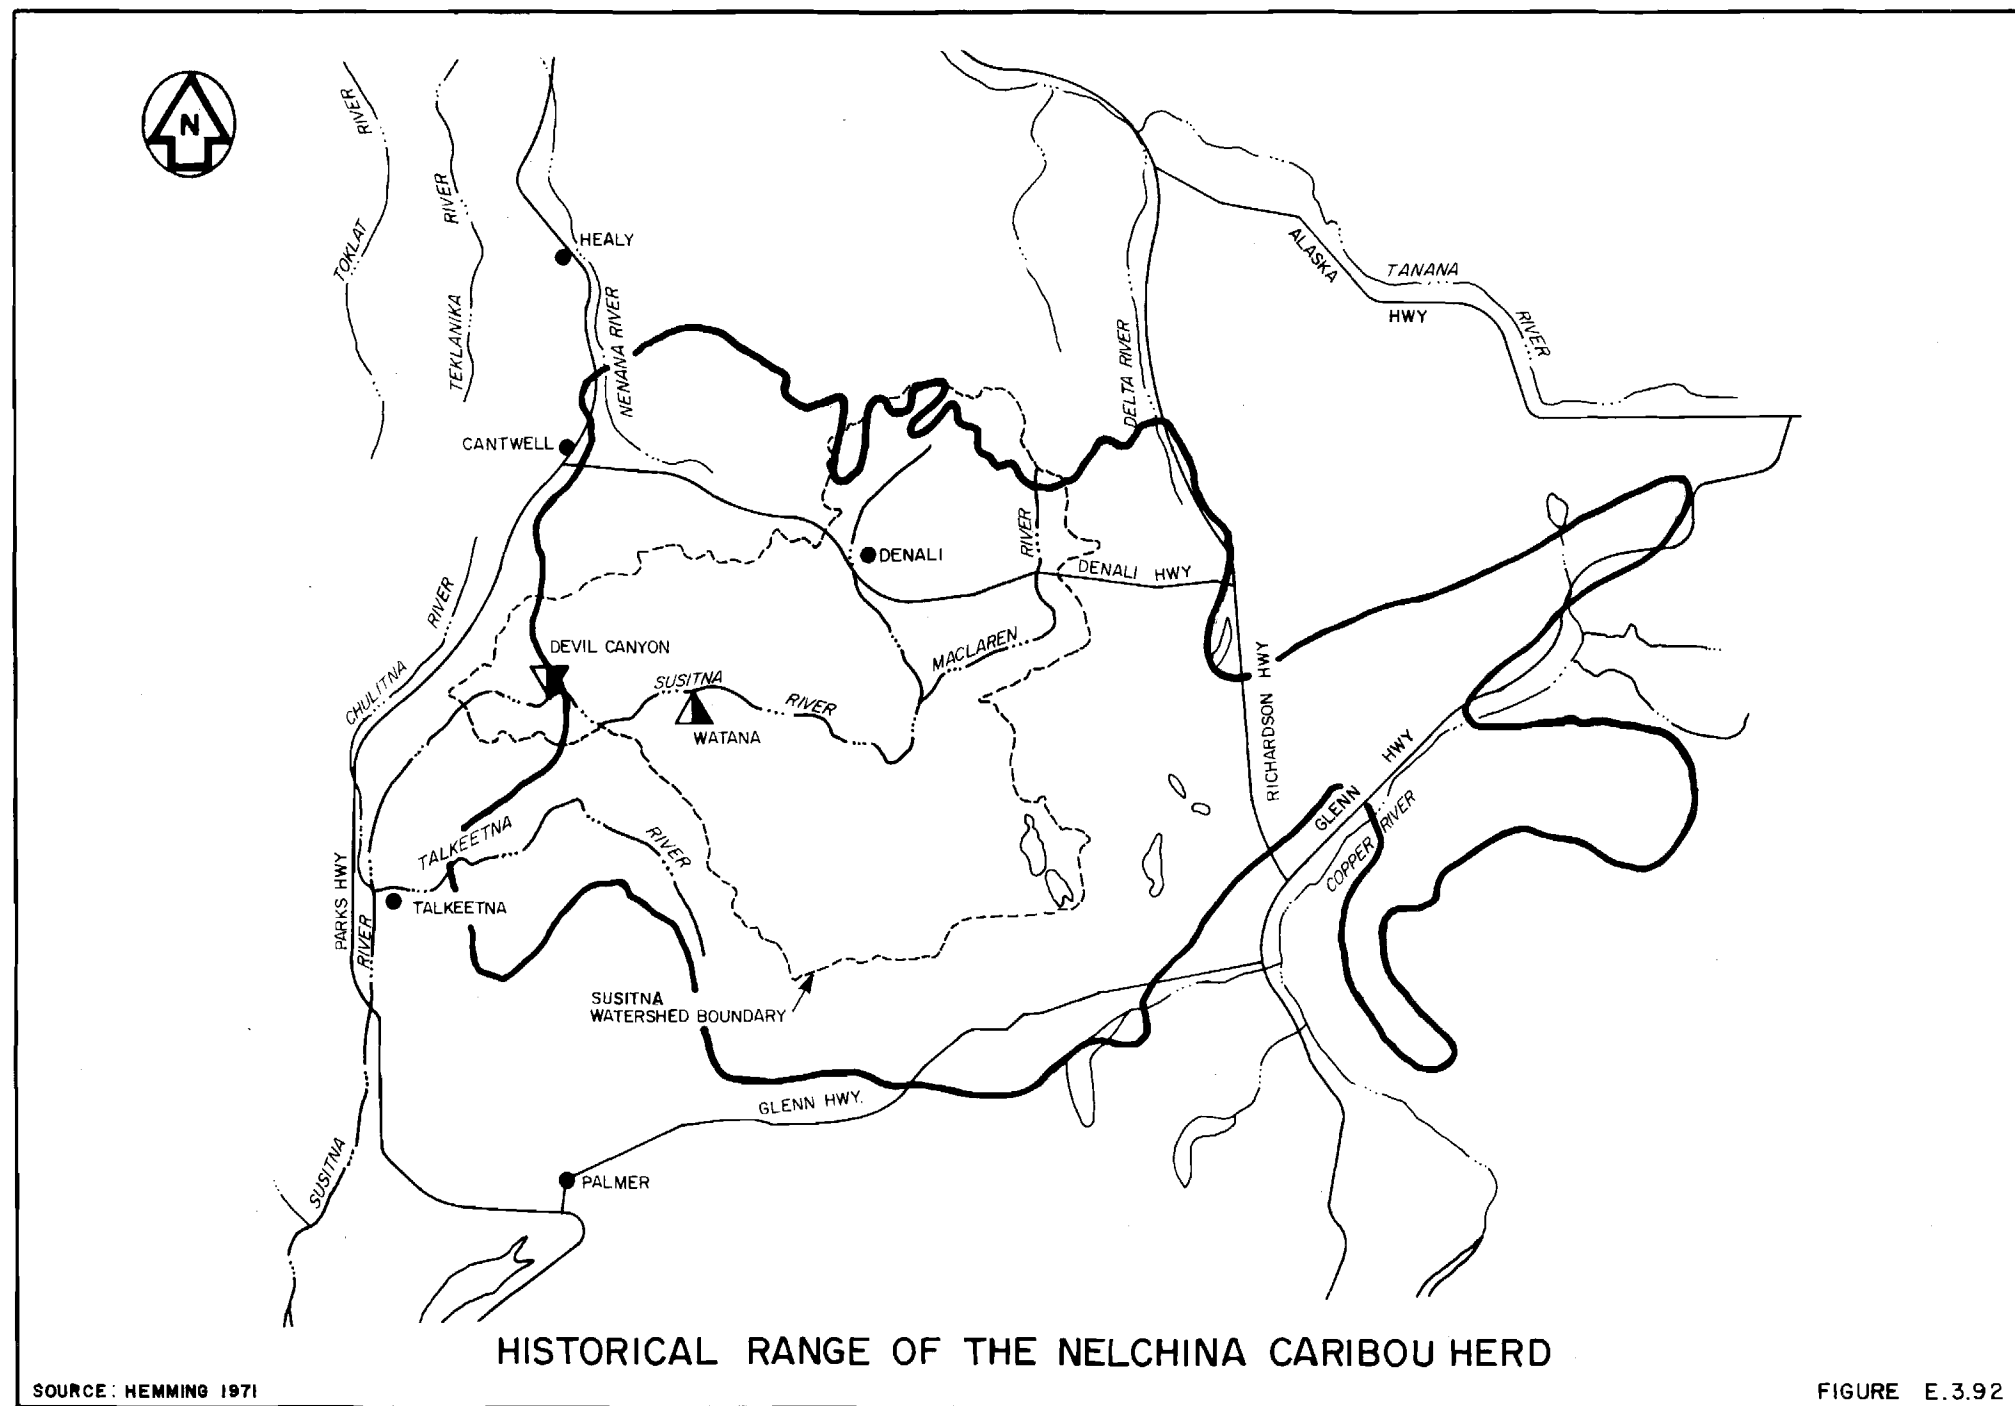 N
RIVER
TOKLAT
RIVER
TEKLANIKA
HEALY
NENANA RIVER
CANTWELL
DELTA RIVER
ALASKA
HWY
TANANA
RIVER
DENALI
RIVER
DENALI HWY
MACLAREN
RIVER
CHULITNA
DEVIL CANYON
SUSITNA
RIVER
WATANA
RICHARDSON HWY
GLENN
HWY
COPPER RIVER
TALKEETNA
RIVER
TALKEETNA
PARKS HWY
RIVER
SUSITNA
SUSITNA
WATERSHED BOUNDARY
GLENN HWY.
PALMER
HISTORICAL RANGE OF THE NELCHINA CARIBOU HERD
SOURCE: HEMMING 1971
FIGURE E.3.92